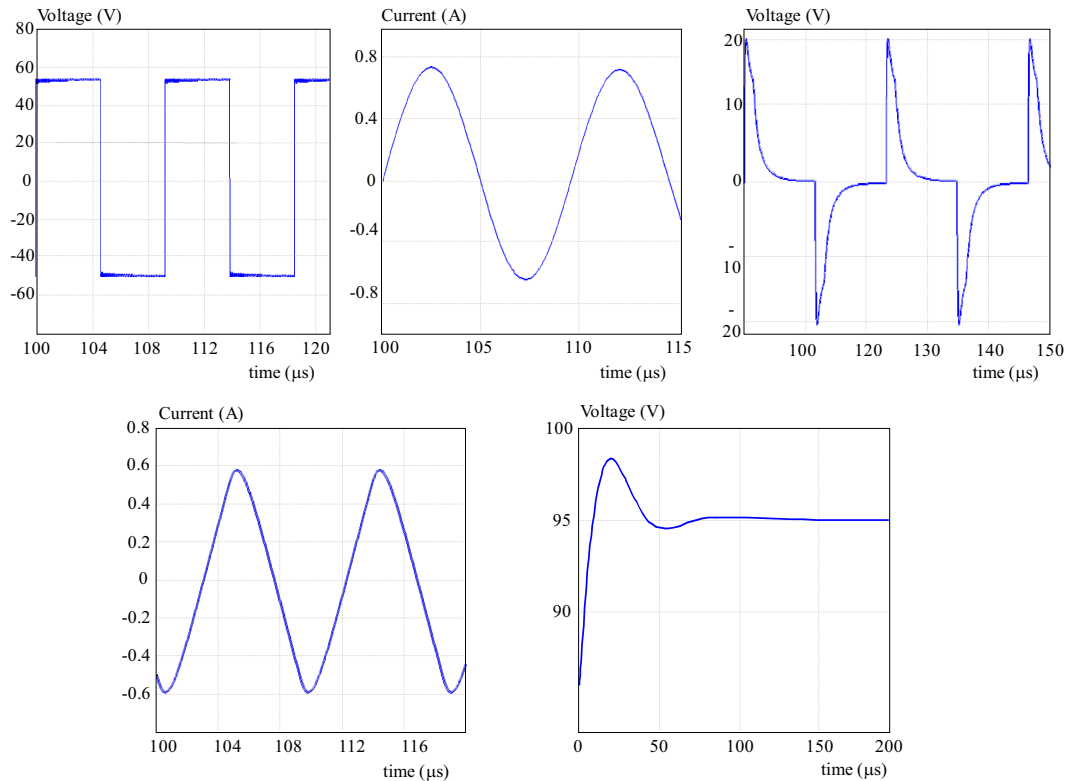 Voltage (V)
80
60
40
20
0
-20
-40
-60
100 104 108 112 116 120
time (µs)
Current (A)
0.8
0.4
0
-0.4
-0.8
100 105 110 115
time (µs)
Voltage (V)
20
10
0
-
10
-
20
100 120 130 140 150
time (µs)
Current (A)
0.8
0.6
0.4
0.2
0
-0.2
-0.4
-0.6
100 104 108 112 116
time (µs)
Voltage (V)
100
95
90
0 50 100 150 200
time (µs)